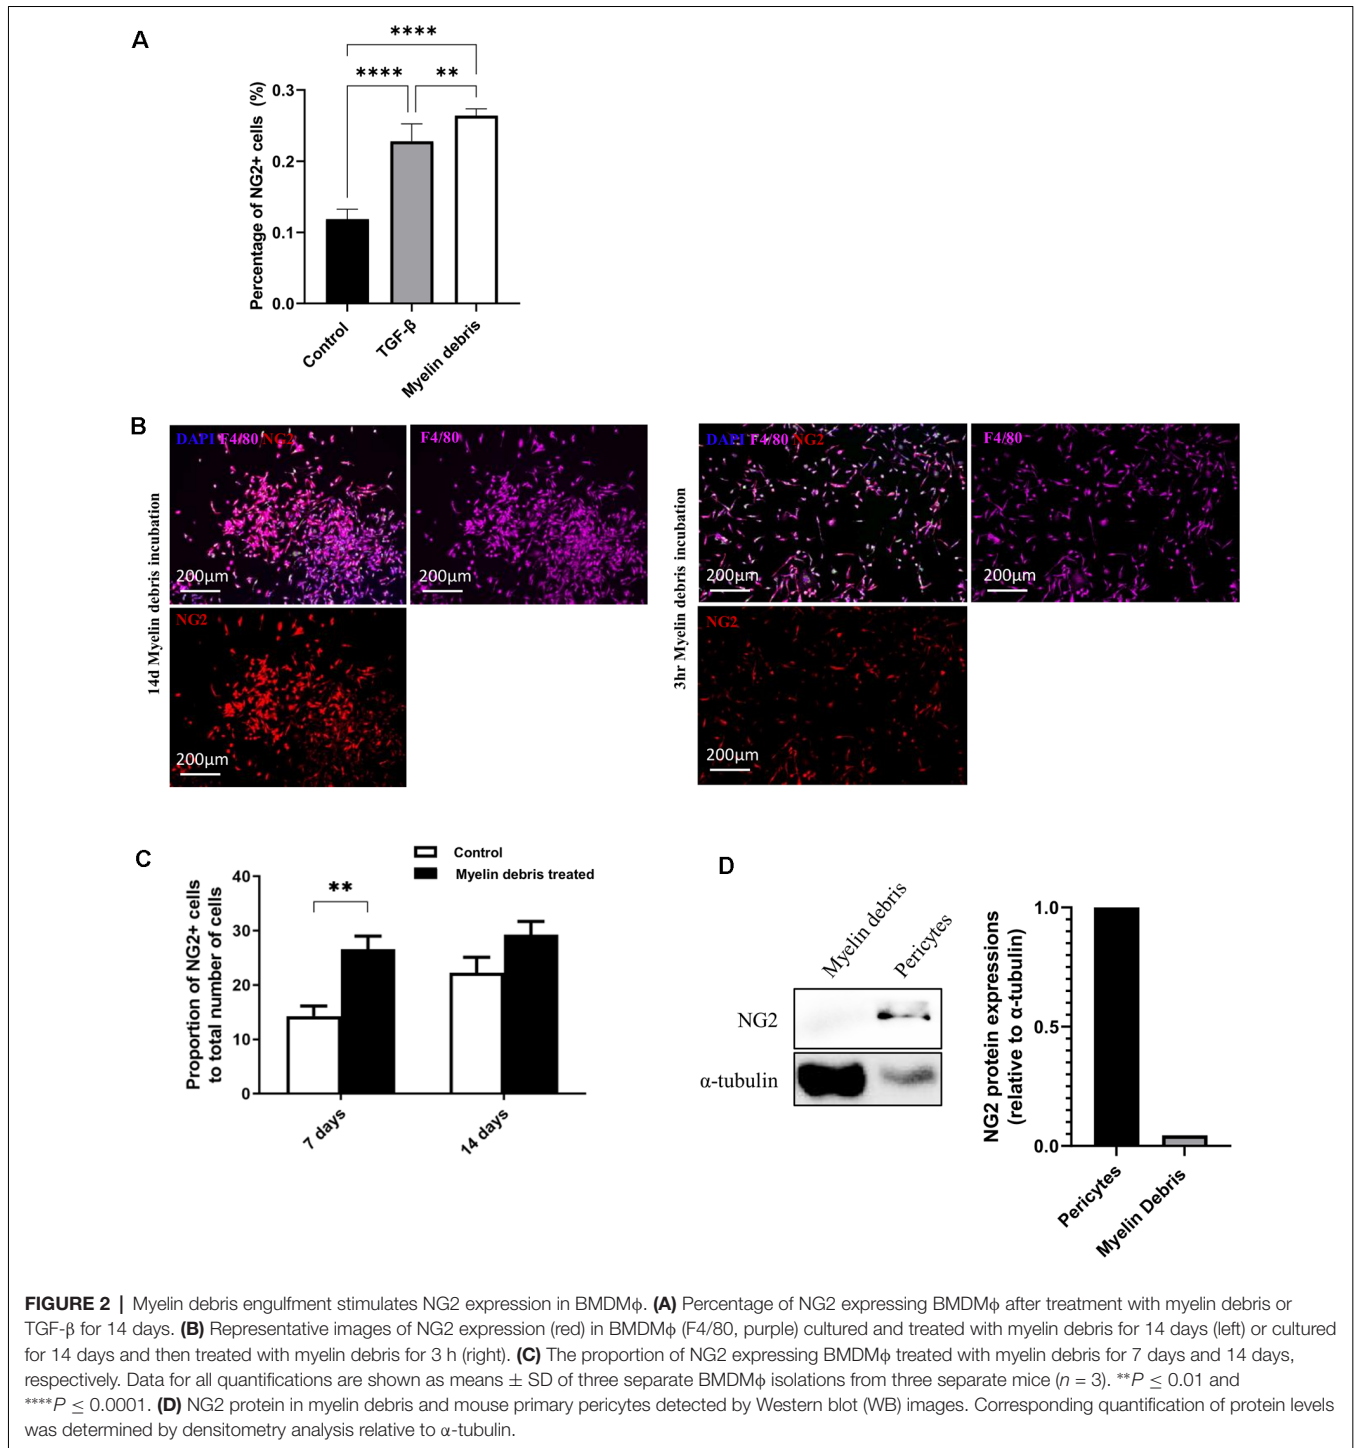 A
****
****
**
Percentage of NG2+ cells (%)
0.3
0.2
0.1
0.0
Control
TGF-β
Myelin debris
B
14d Myelin debris incubation
DAPI F4/80 NG2
200μm
F4/80
200μm
NG2
200μm
3hr Myelin debris incubation
DAPI F4/80 NG2
200μm
F4/80
200μm
NG2
200μm
C
Control
Myelin debris treated
Proportion of NG2+ cells
to total number of cells
40
30
20
10
0
**
7 days
14 days
D
Myelin debris
Pericytes
NG2
α-tubulin
NG2 protein expressions
(relative to α-tubulin)
1.0
0.5
0.0
Pericytes
Myelin Debris
FIGURE 2 | Myelin debris engulfment stimulates NG2 expression in BMDMϕ. (A) Percentage of NG2 expressing BMDMϕ after treatment with myelin debris or
TGF-β for 14 days. (B) Representative images of NG2 expression (red) in BMDMϕ (F4/80, purple) cultured and treated with myelin debris for 14 days (left) or cultured
for 14 days and then treated with myelin debris for 3 h (right). (C) The proportion of NG2 expressing BMDMϕ treated with myelin debris for 7 days and 14 days,
respectively. Data for all quantifications are shown as means ± SD of three separate BMDMϕ isolations from three separate mice (n = 3). **P ≤ 0.01 and
****P ≤ 0.0001. (D) NG2 protein in myelin debris and mouse primary pericytes detected by Western blot (WB) images. Corresponding quantification of protein levels
was determined by densitometry analysis relative to α-tubulin.